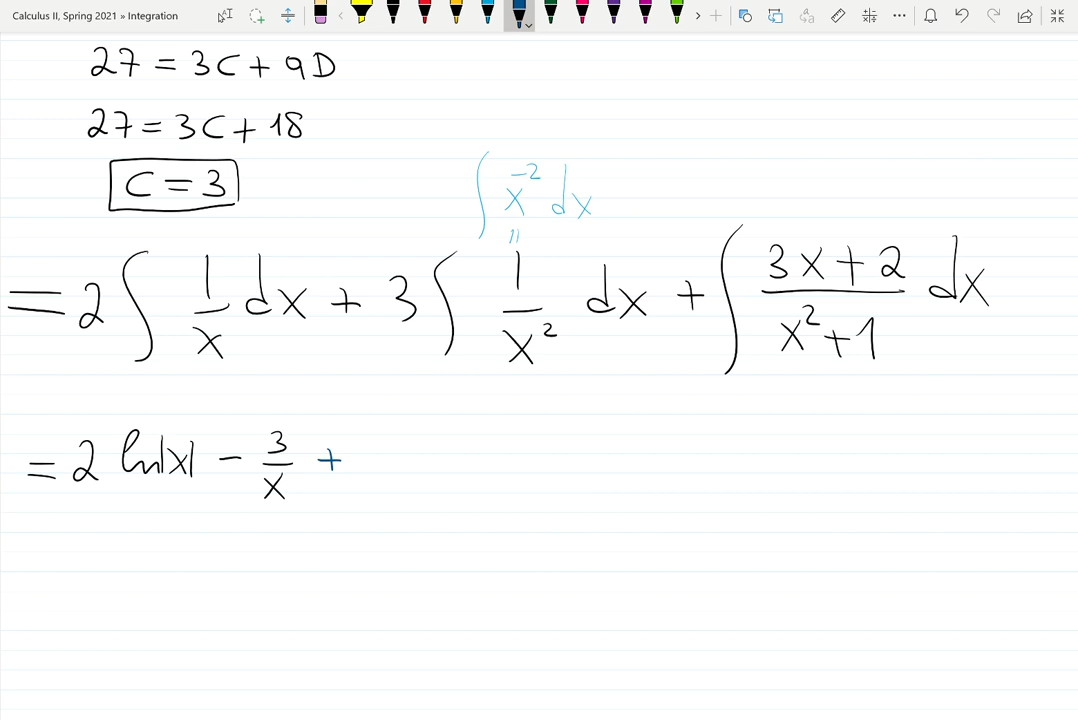 Calculus II, Spring 2021 » Integration
27 = 3C + 9D
27 = 3C + 18
C = 3
∫ x⁻² dx
=
= 2 ∫ 1/x dx + 3 ∫ 1/x² dx + ∫ (3x + 2)/(x² + 1) dx
= 2 ln|x| − 3/x +